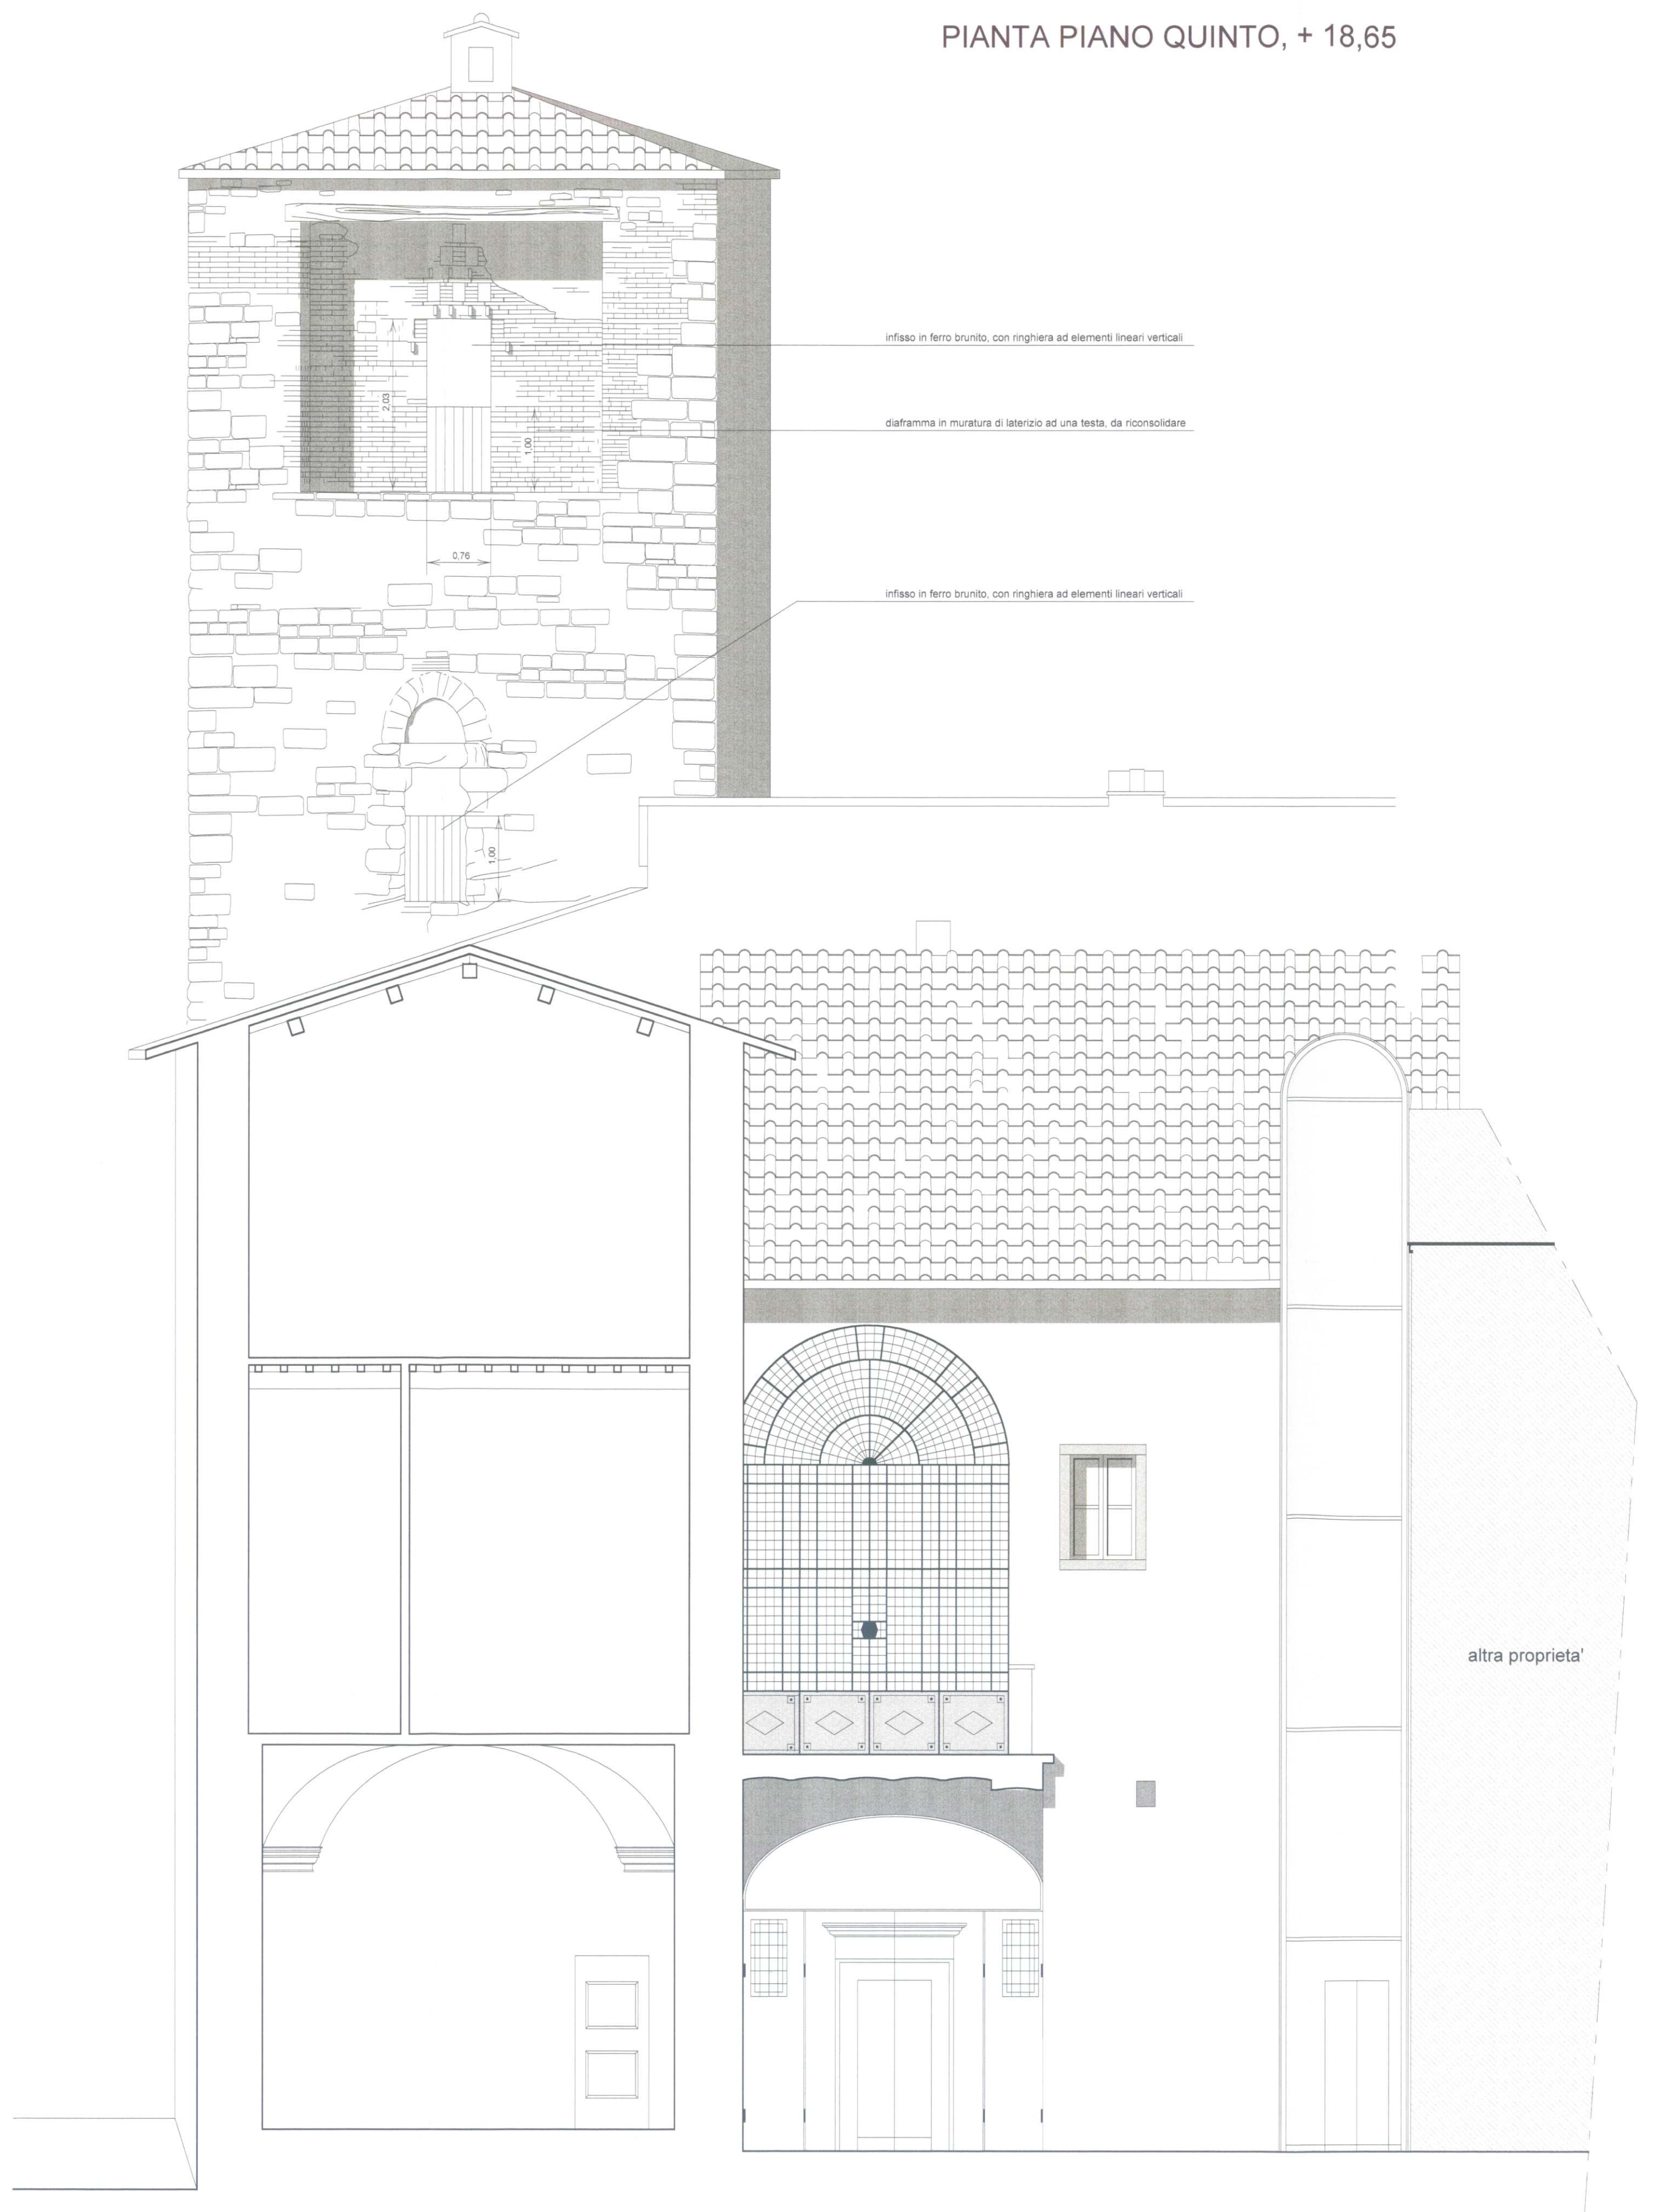 PIANTA PIANO QUINTO, + 18,65
infisso in ferro brunito, con ringhiera ad elementi lineari verticali
2,03
diaframma in muratura di laterizio ad una testa, da riconsolidare
1,00
0,76
infisso in ferro brunito, con ringhiera ad elementi lineari verticali
1,00
altra proprieta'